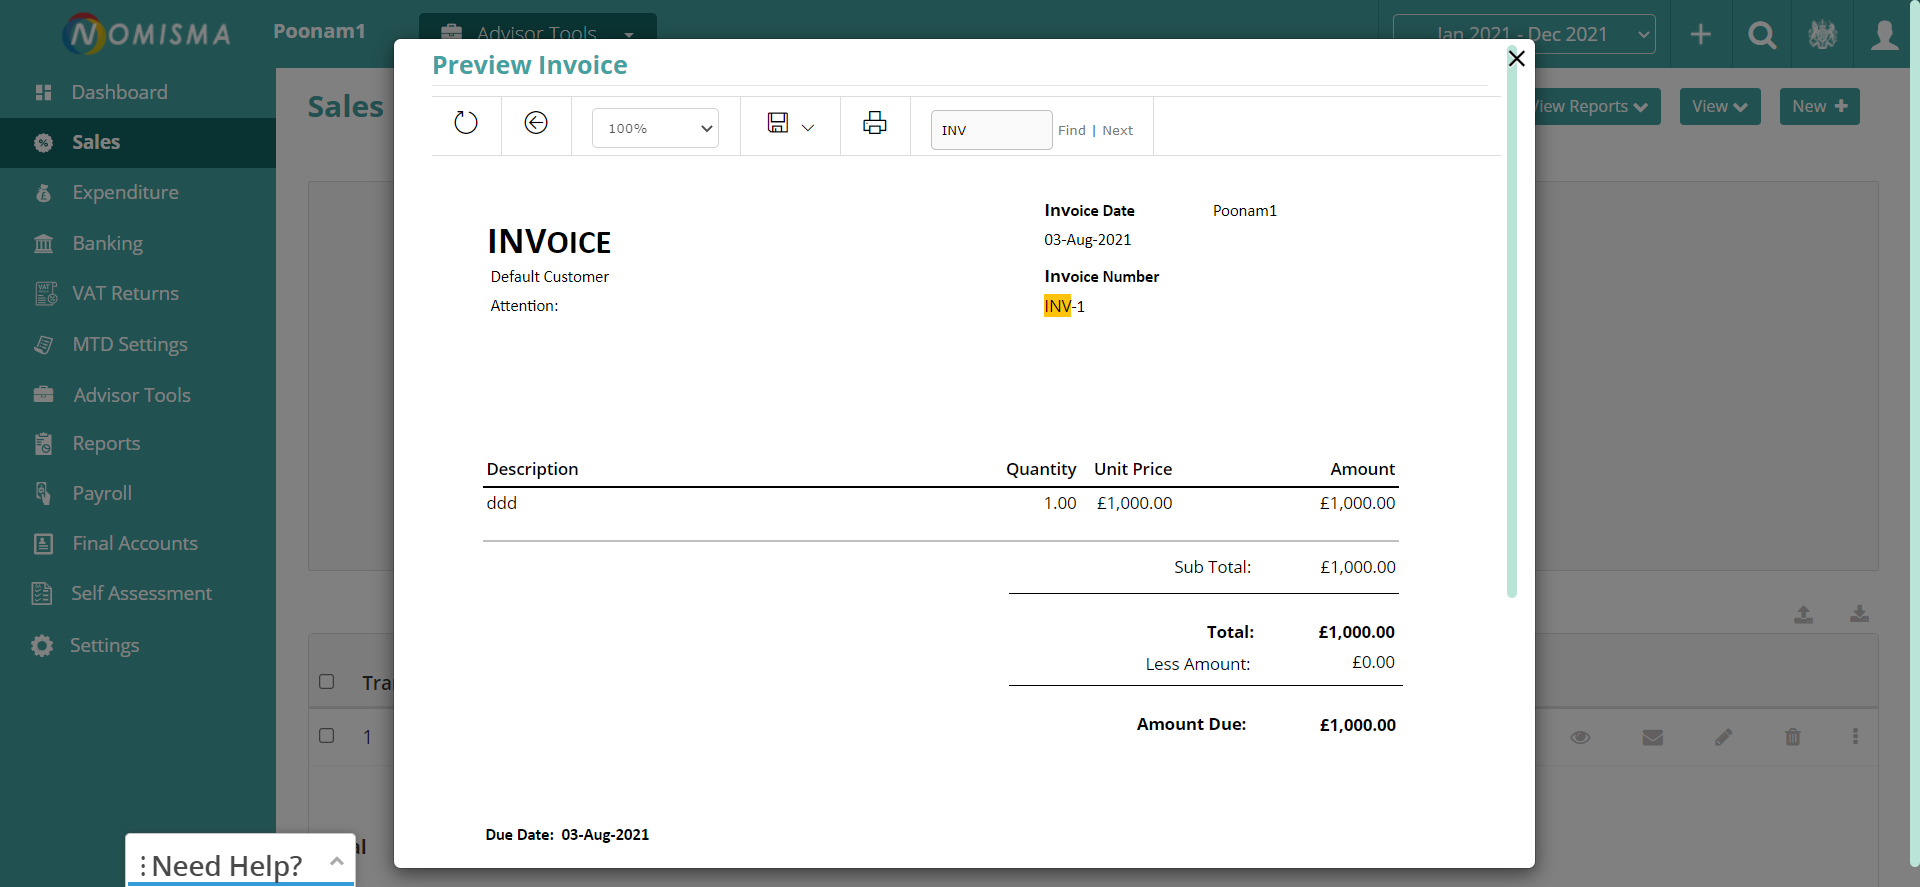 NOMISMA
Poonam1
Advisor Tools
Jan 2021 - Dec 2021
Dashboard
Sales
Expenditure
Banking
VAT Returns
MTD Settings
Advisor Tools
Reports
Payroll
Final Accounts
Self Assessment
Settings
Sales
View Reports
View
New
1
Preview Invoice
100%
INV
Find | Next
Invoice Date
Poonam1
03-Aug-2021
INVOICE
Default Customer
Invoice Number
Attention:
INV-1
Description Quantity Unit Price Amount
ddd 1.00 £1,000.00 £1,000.00
Sub Total: £1,000.00
Total: £1,000.00
Less Amount: £0.00
Amount Due: £1,000.00
Due Date: 03-Aug-2021
Need Help?